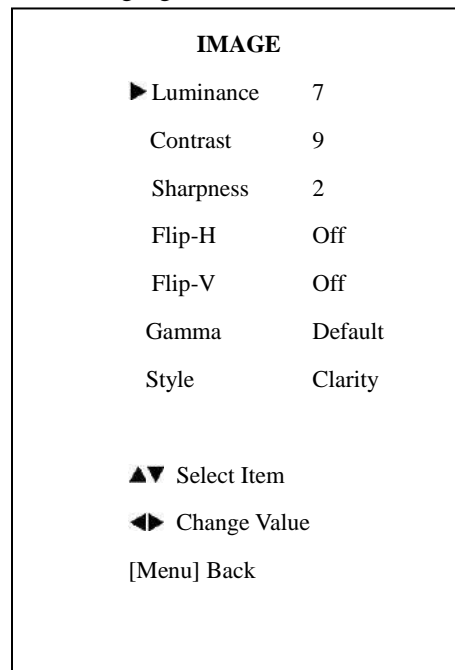 IMAGE
▶Luminance 7
Contrast 9
Sharpness 2
Flip-H Off
Flip-V Off
Gamma Default
Style Clarity
▲▼ Select Item
◀▶ Change Value
[Menu] Back